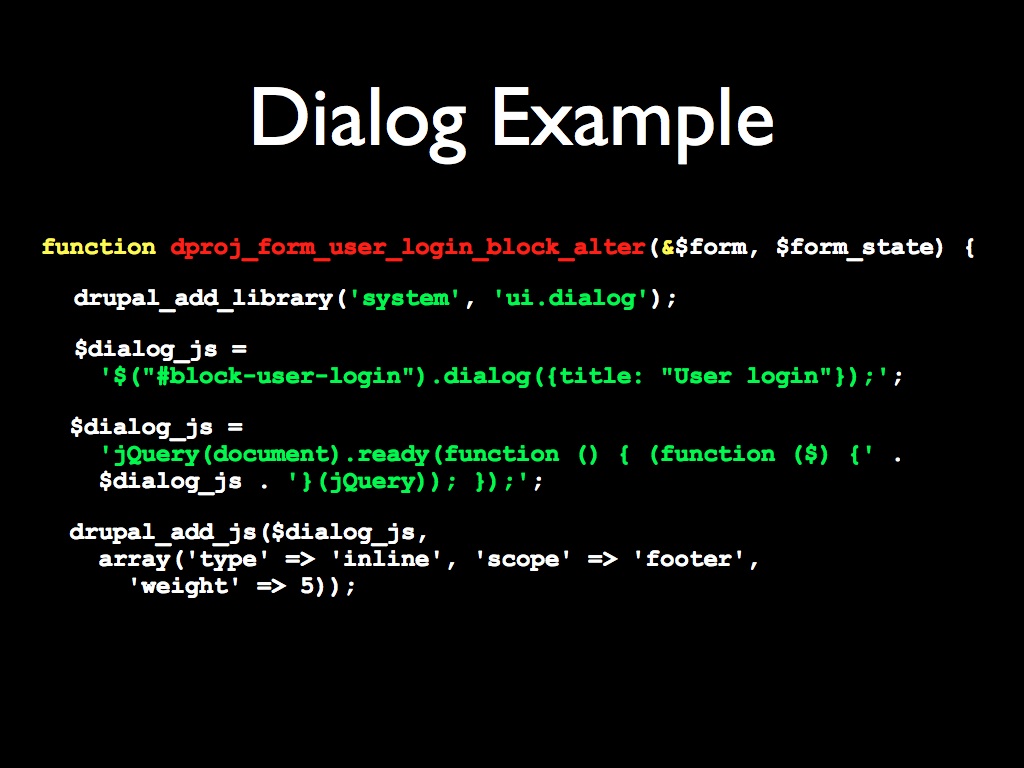 Dialog Example
function dproj_form_user_login_block_alter(&$form, $form_state) {
drupal_add_library('system', 'ui.dialog');
$dialog_js =
'$("#block-user-login").dialog({title: "User login"});';
$dialog_js =
'jQuery(document).ready(function () { (function ($) {' .
$dialog_js . '}(jQuery)); });';
drupal_add_js($dialog_js,
array('type' => 'inline', 'scope' => 'footer',
'weight' => 5));